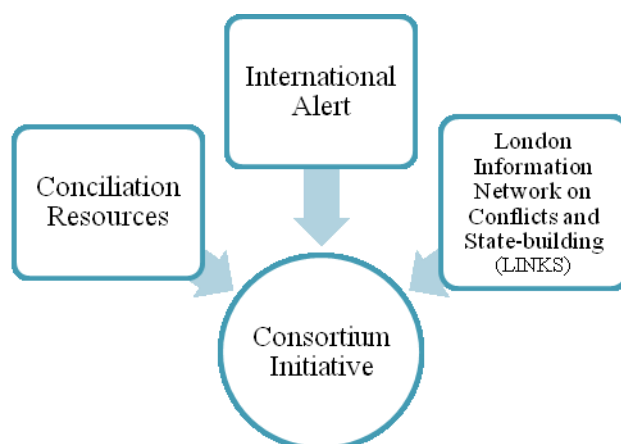 International
Alert
Conciliation
Resources
London
Information
Network on
Conflicts and
State-building
(LINKS)
Consortium
Initiative